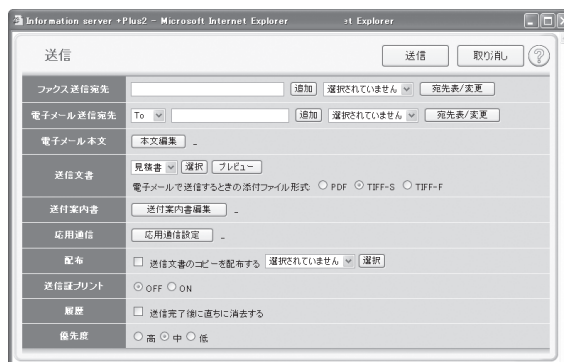 Information server +Plus2 - Microsoft Internet Explorer et Explorer
送信 送信 取り消し ?
ファクス送信宛先 追加 選択されていません 宛先表/変更
電子メール送信宛先 To 追加 選択されていません 宛先表/変更
電子メール本文 本文編集 -
送信文書 見積書 選択 プレビュー
電子メールで送信するときの添付ファイル形式 PDF TIFF-S TIFF-F
送付案内書 送付案内書編集 -
応用通信 応用通信設定 -
配布 送信文書のコピーを配布する 選択されていません 選択
送信証プリント OFF ON
履歴 送信完了後に直ちに消去する
優先度 高 中 低